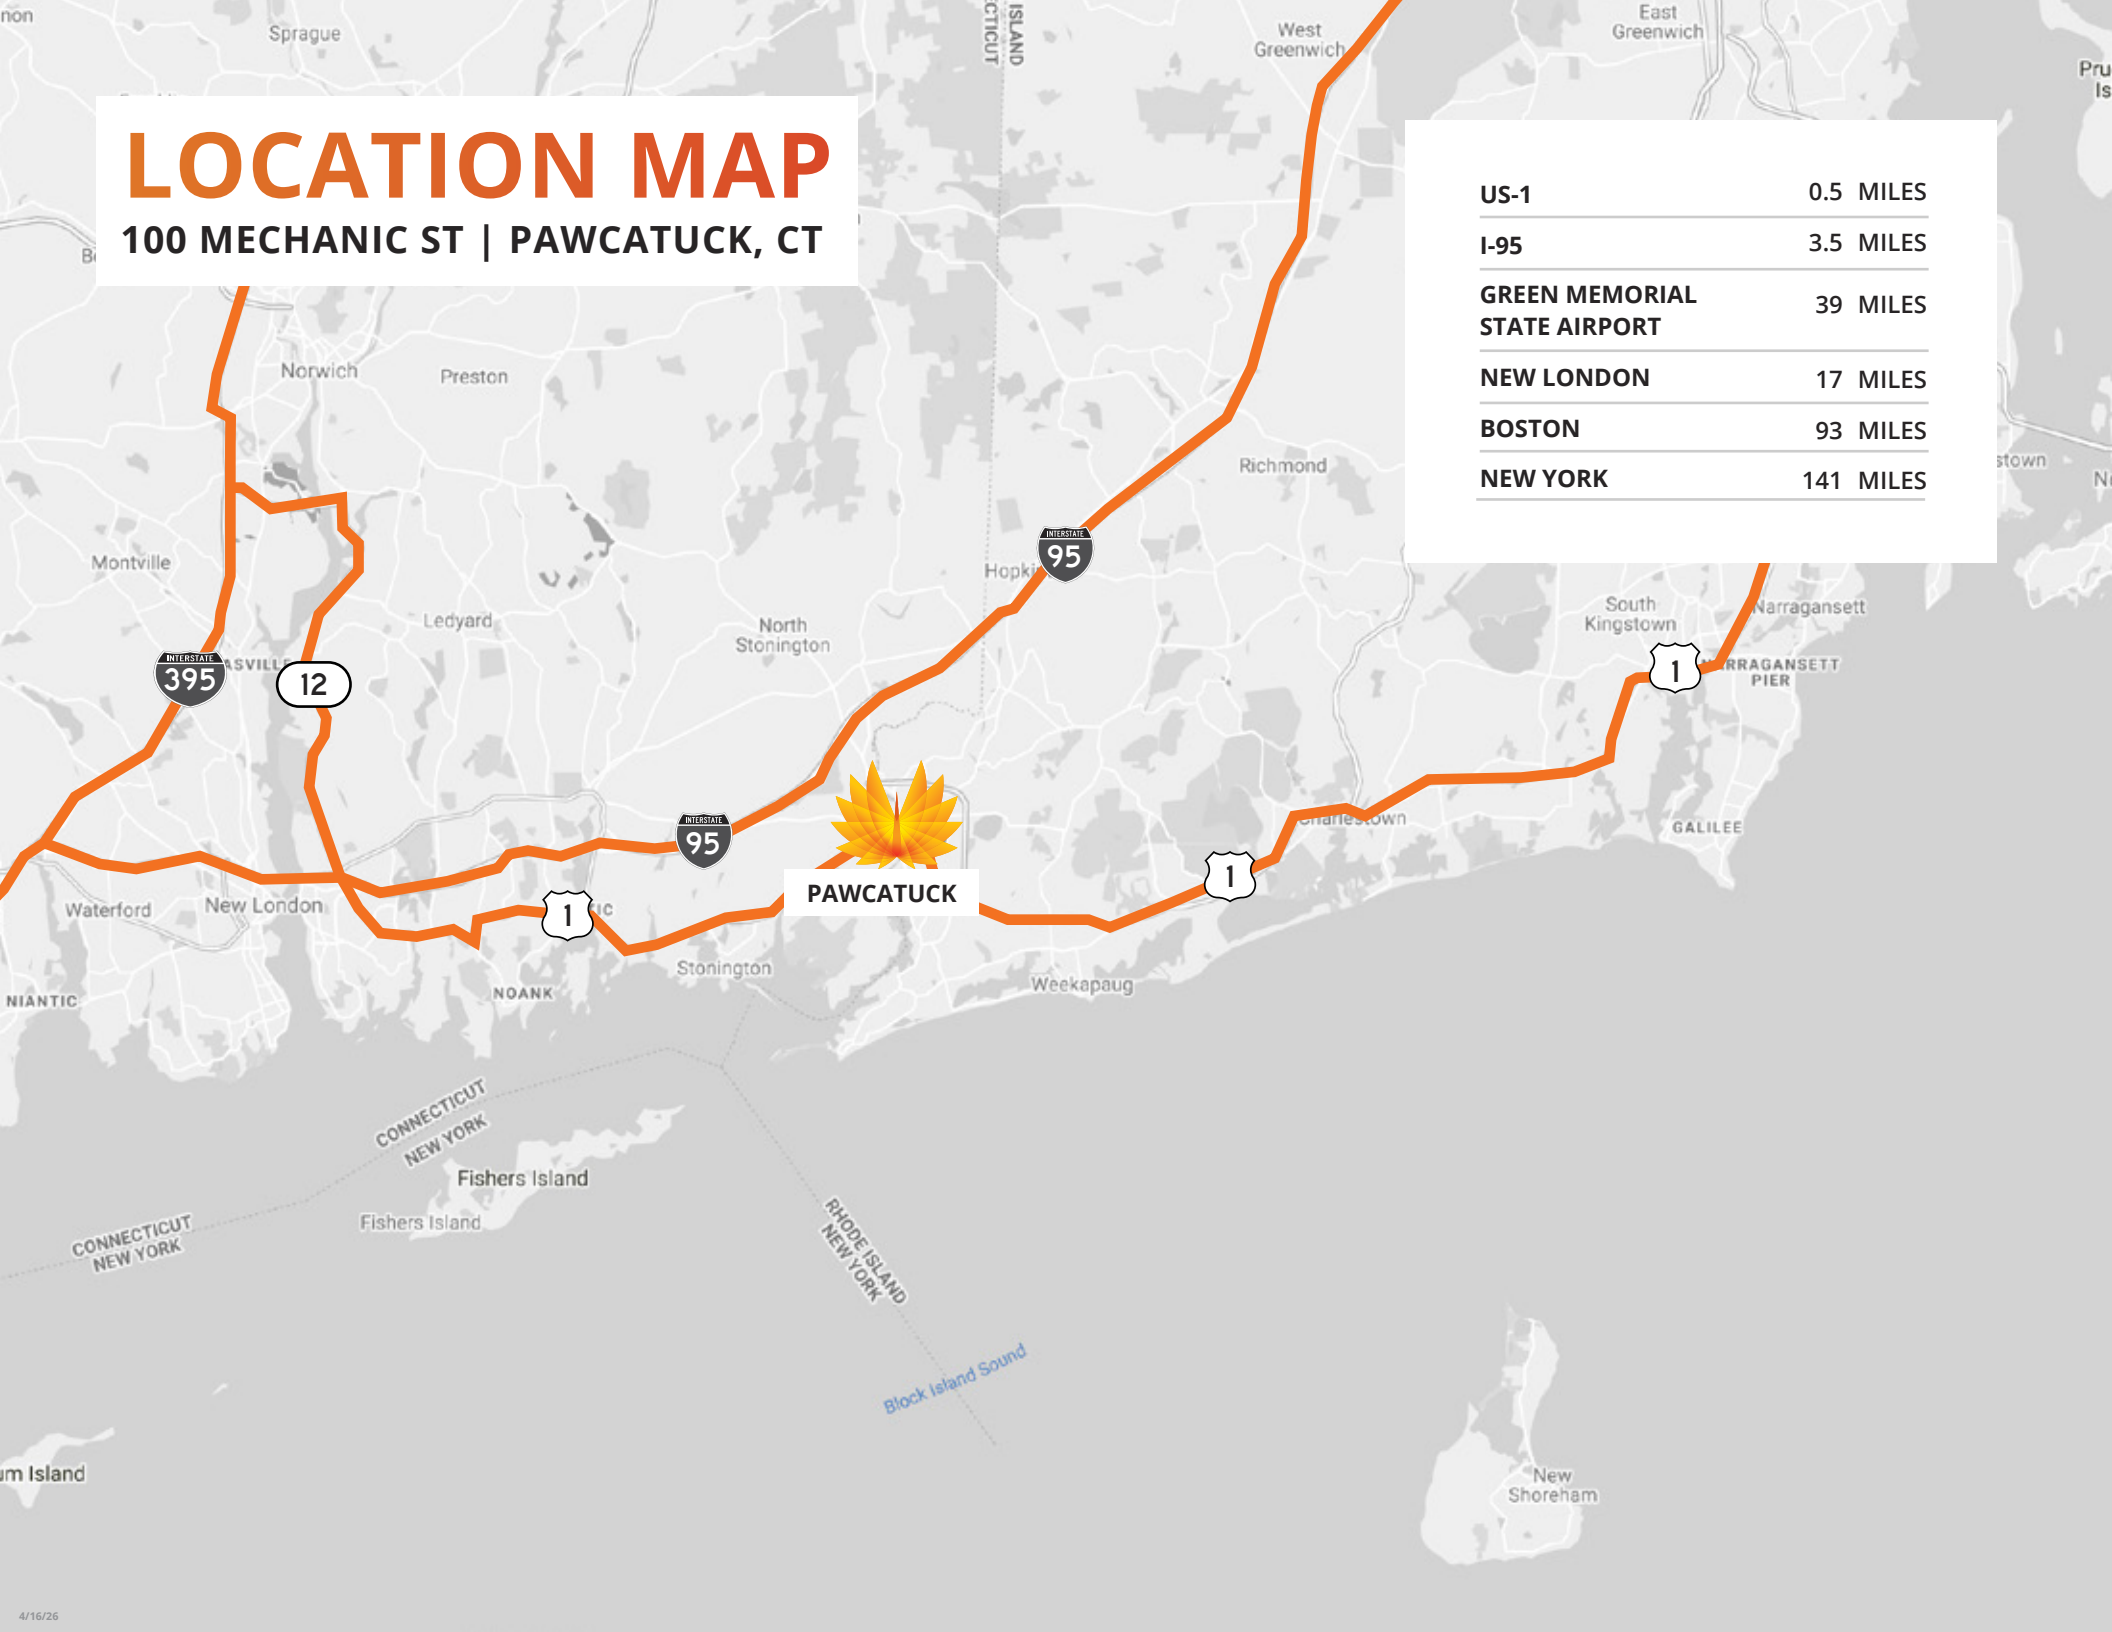 LOCATION MAP
100 MECHANIC ST | PAWCATUCK, CT
US-1 0.5 MILES
I-95 3.5 MILES
GREEN MEMORIAL
STATE AIRPORT 39 MILES
NEW LONDON 17 MILES
BOSTON 93 MILES
NEW YORK 141 MILES
Sprague
ISLAND
West
Greenwich
East
Greenwich
Norwich
Preston
Richmond
Montville
INTERSTATE
95
Ledyard
North
Stonington
South
Kingstown
Narragansett
INTERSTATE
395
12
1
PIER
INTERSTATE
95
GALILEE
PAWCATUCK
1
Waterford
New London
1
Stonington
Weekapaug
NIANTIC
NOANK
CONNECTICUT
NEW YORK
Fishers Island
Fishers Island
CONNECTICUT
NEW YORK
RHODE ISLAND
NEW YORK
Block Island Sound
um Island
New
Shoreham
4/16/26